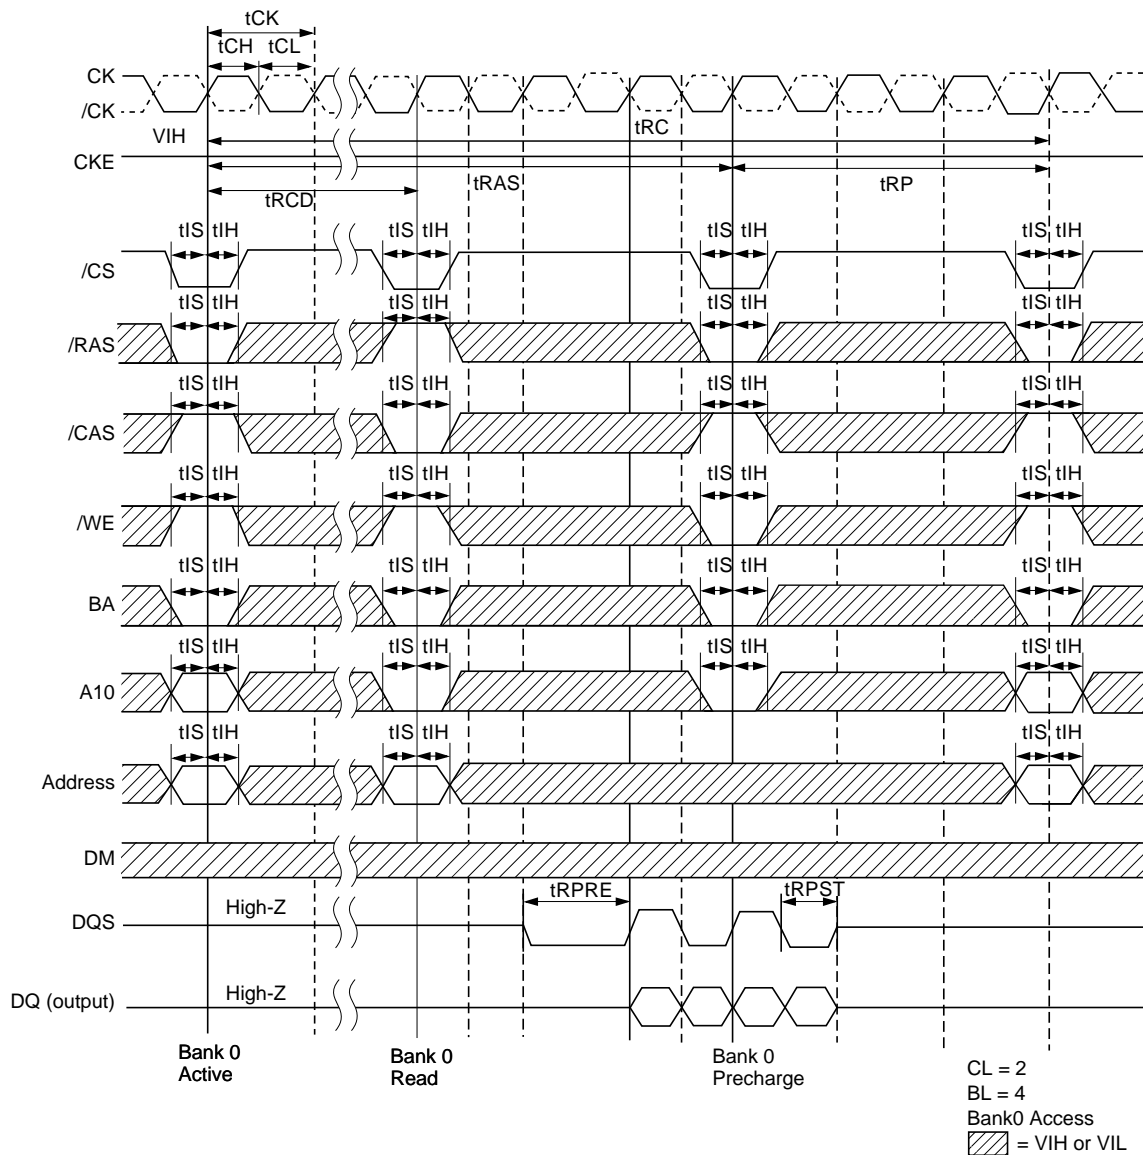 tCK
tCH tCL
CK
/CK
VIH
tRC
CKE
tRAS
tRP
tRCD
tIS tIH tIS tIH tIS tIH tIS tIH
/CS
tIS tIH tIS tIH tIS tIH tIS tIH
/RAS
tIS tIH tIS tIH tIS tIH tIS tIH
/CAS
tIS tIH tIS tIH tIS tIH tIS tIH
/WE
tIS tIH tIS tIH tIS tIH tIS tIH
BA
tIS tIH tIS tIH tIS tIH tIS tIH
A10
tIS tIH tIS tIH tIS tIH
Address
DM
tRPRE tRPST
High-Z
DQS
High-Z
DQ (output)
Bank 0 Bank 0 Bank 0
Active Read Precharge
CL = 2
BL = 4
Bank0 Access
= VIH or VIL